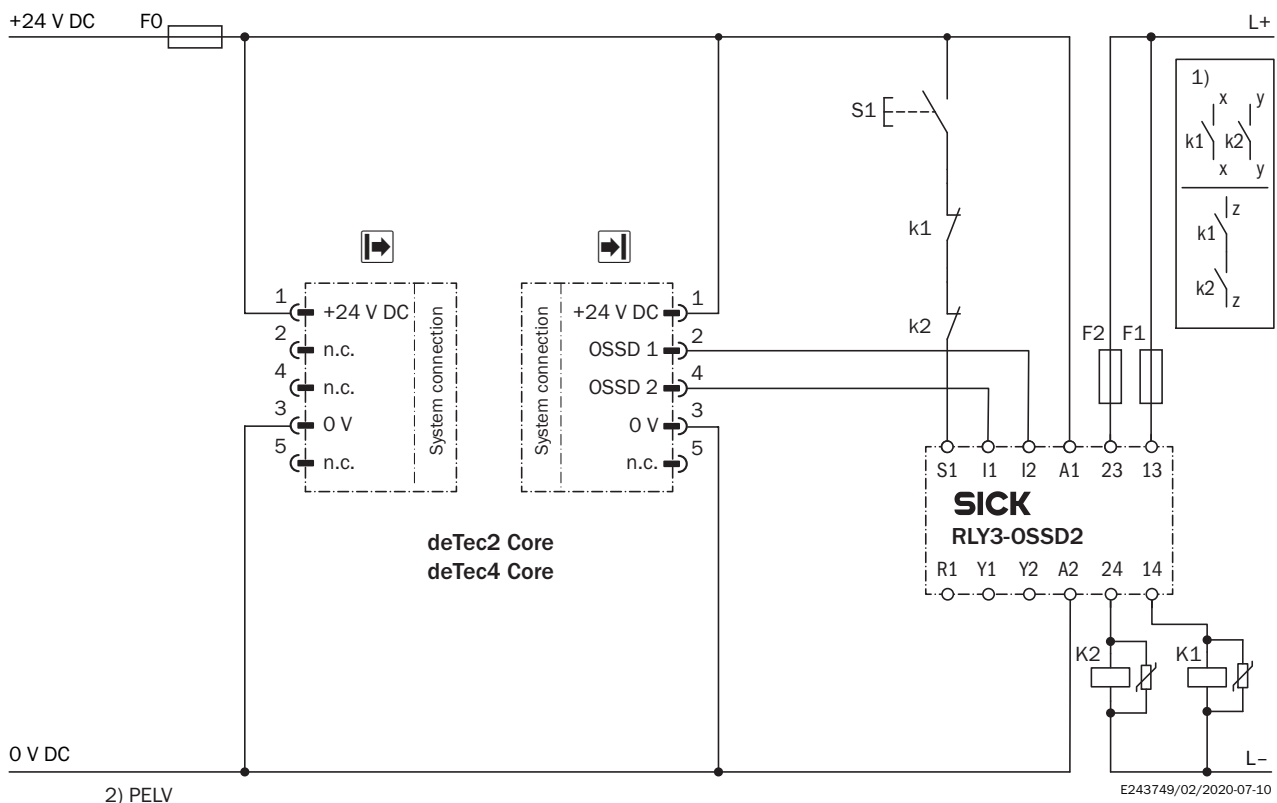 +24 V DC F0 L+
1)
x y
k1 k2
x y
z
k1
k2
z
S1
k1
k2
F2 F1
1 +24 V DC
2 n.c.
4 n.c.
3 0 V
5 n.c.
System connection
System connection
+24 V DC 1
OSSD 1 2
OSSD 2 4
0 V 3
n.c. 5
deTec2 Core
deTec4 Core
S1 I1 I2 A1 23 13
SICK
RLY3-OSSD2
R1 Y1 Y2 A2 24 14
K2 K1
0 V DC L–
2) PELV
E243749/02/2020-07-10